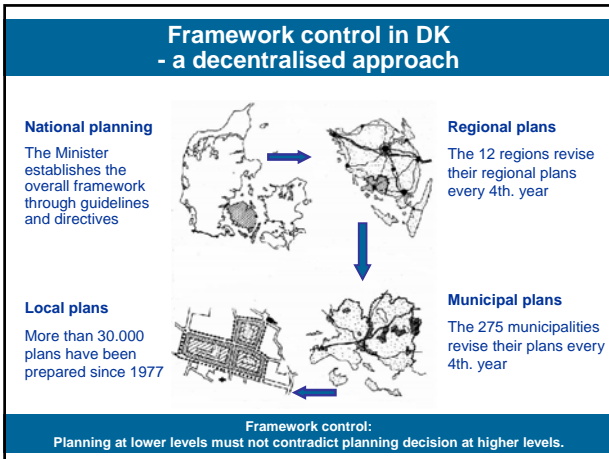 Framework control in DK
- a decentralised approach
National planning
The Minister
establishes the
overall framework
through guidelines
and directives
Regional plans
The 12 regions revise
their regional plans
every 4th. year
Local plans
More than 30.000
plans have been
prepared since 1977
Municipal plans
The 275 municipalities
revise their plans every
4th. year
Framework control:
Planning at lower levels must not contradict planning decision at higher levels.